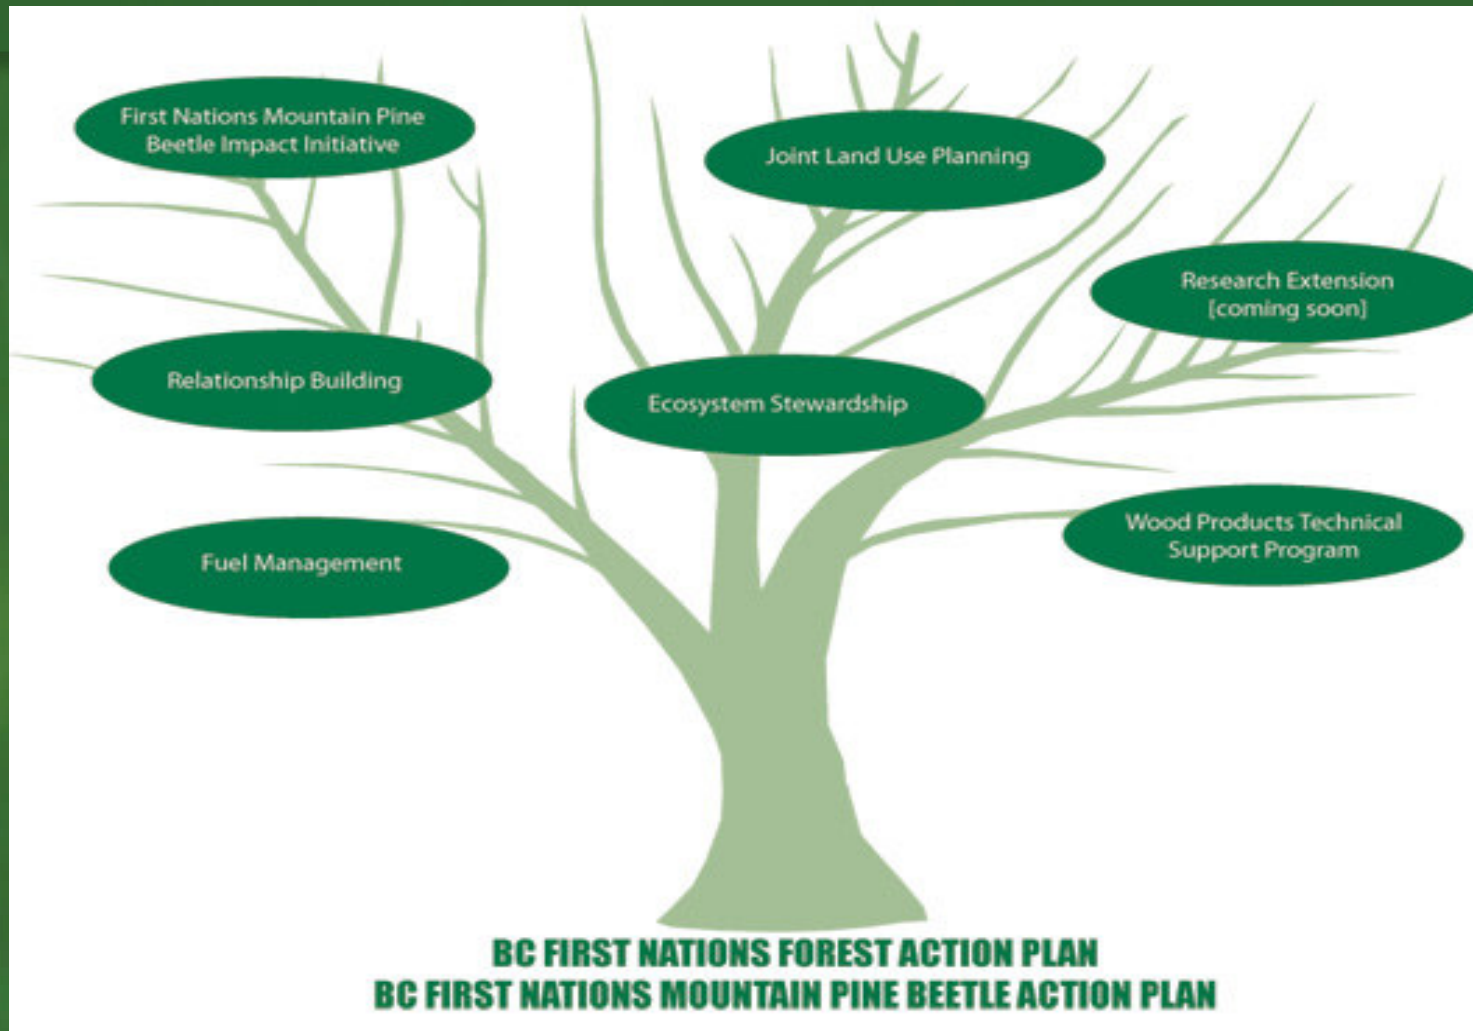 First Nations Mountain Pine
Beetle Impact Initiative
Joint Land Use Planning
Research Extension
[coming soon]
Relationship Building
Ecosystem Stewardship
Wood Products Technical
Support Program
Fuel Management
BC FIRST NATIONS FOREST ACTION PLAN
BC FIRST NATIONS MOUNTAIN PINE BEETLE ACTION PLAN